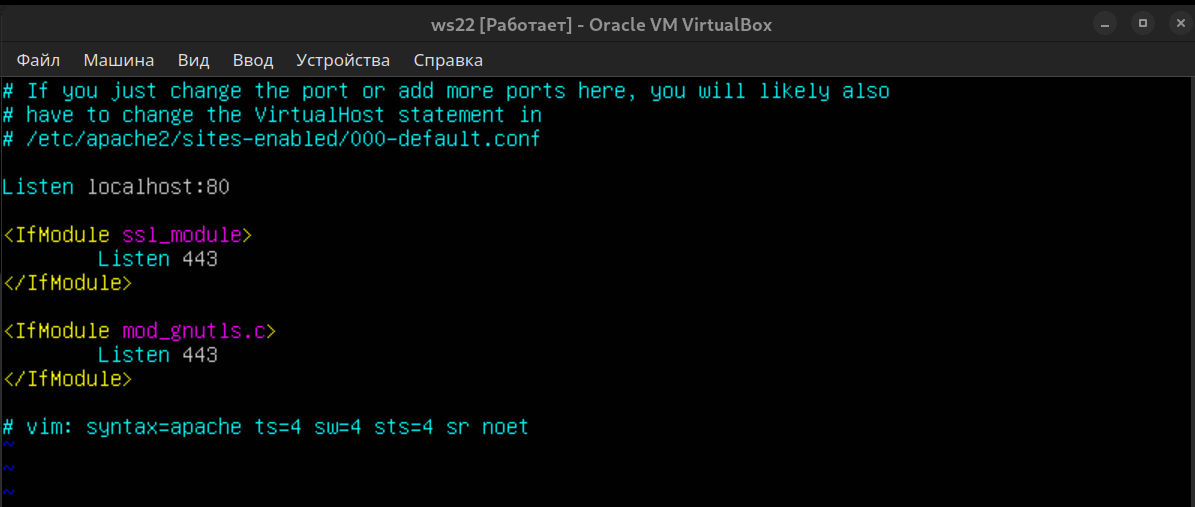 ws22 [Работает] - Oracle VM VirtualBox
Файл Машина Вид Ввод Устройства Справка
# If you just change the port or add more ports here, you will likely also
# have to change the VirtualHost statement in
# /etc/apache2/sites-enabled/000-default.conf
Listen localhost:80
<IfModule ssl_module>
Listen 443
</IfModule>
<IfModule mod_gnutls.c>
Listen 443
</IfModule>
# vim: syntax=apache ts=4 sw=4 sts=4 sr noet
~
~
~